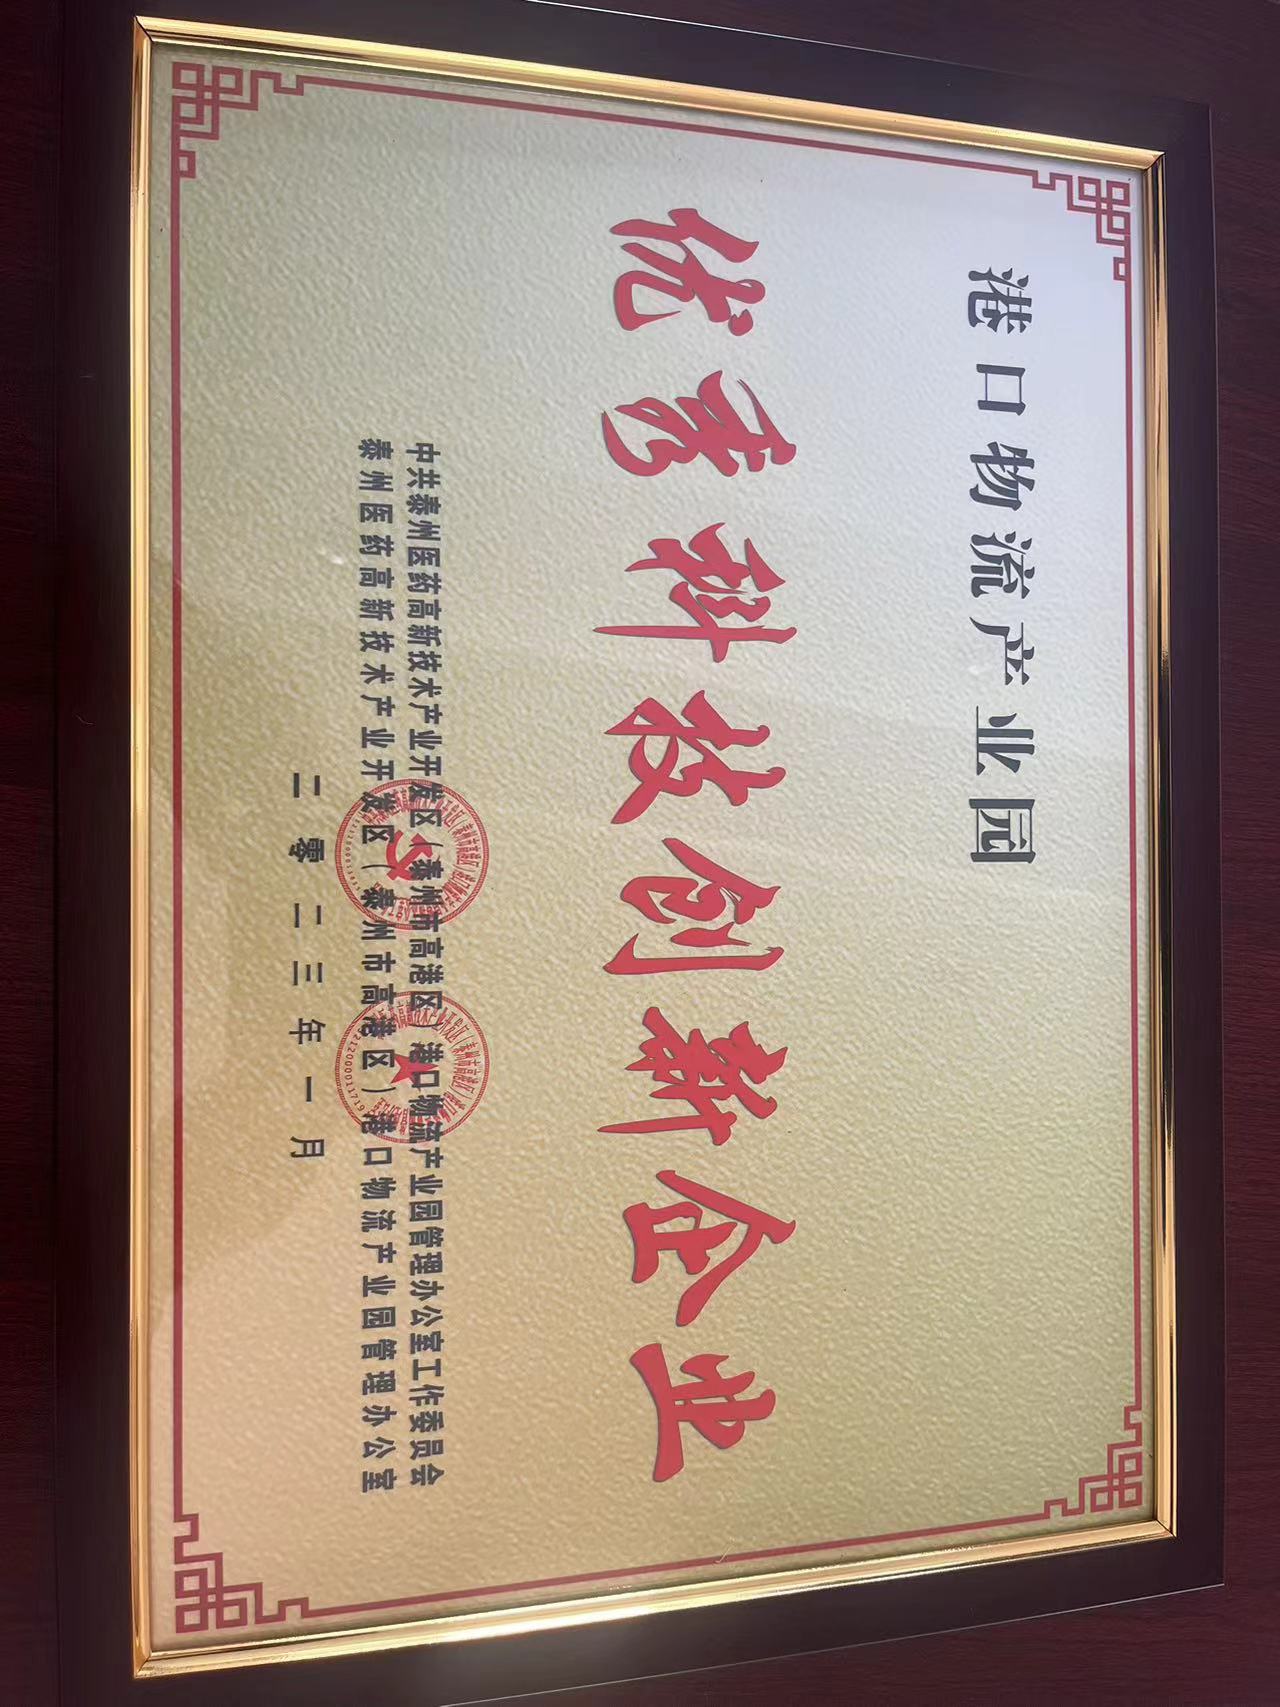 港口物流产业园
优秀科技创新企业
中共泰州医药高新技术产业开发区（泰州市高港区）港口物流产业园管理办公室工作委员会
泰州医药高新技术产业开发区（泰州市高港区）港口物流产业园管理办公室
二零二三年一月